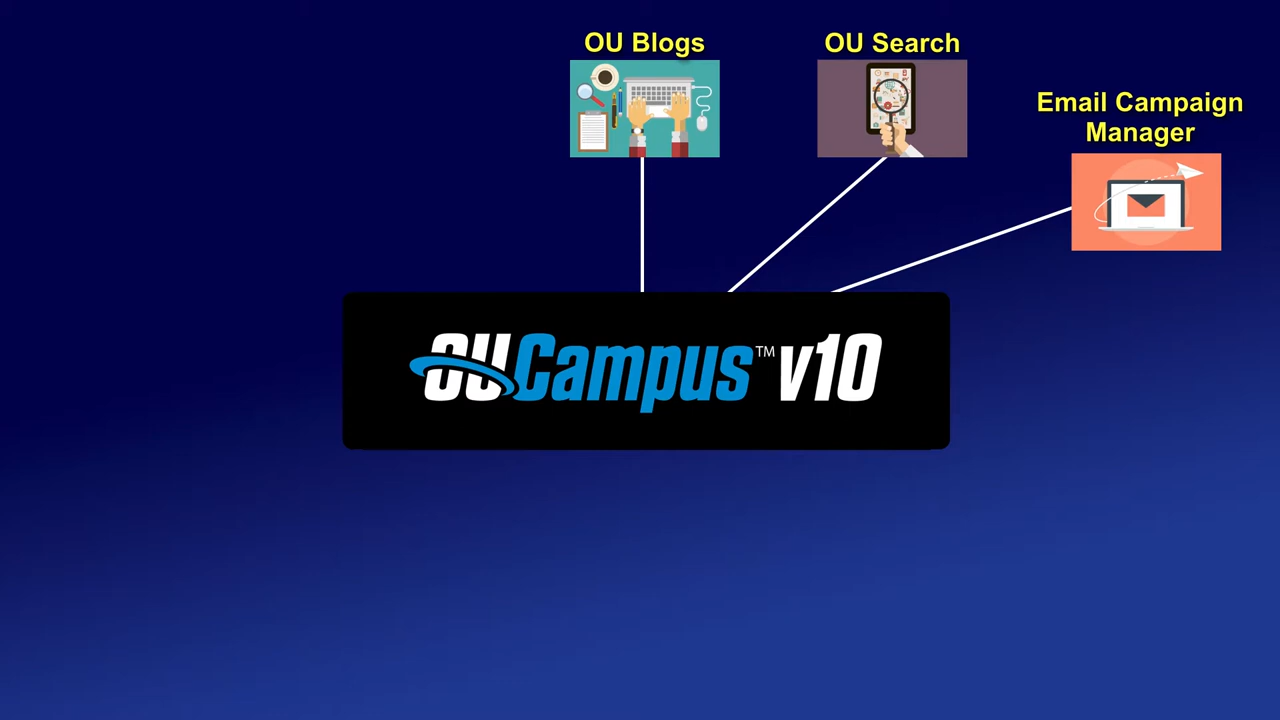 OU Blogs
OU Search
Email Campaign
Manager
OUCampus™ v10